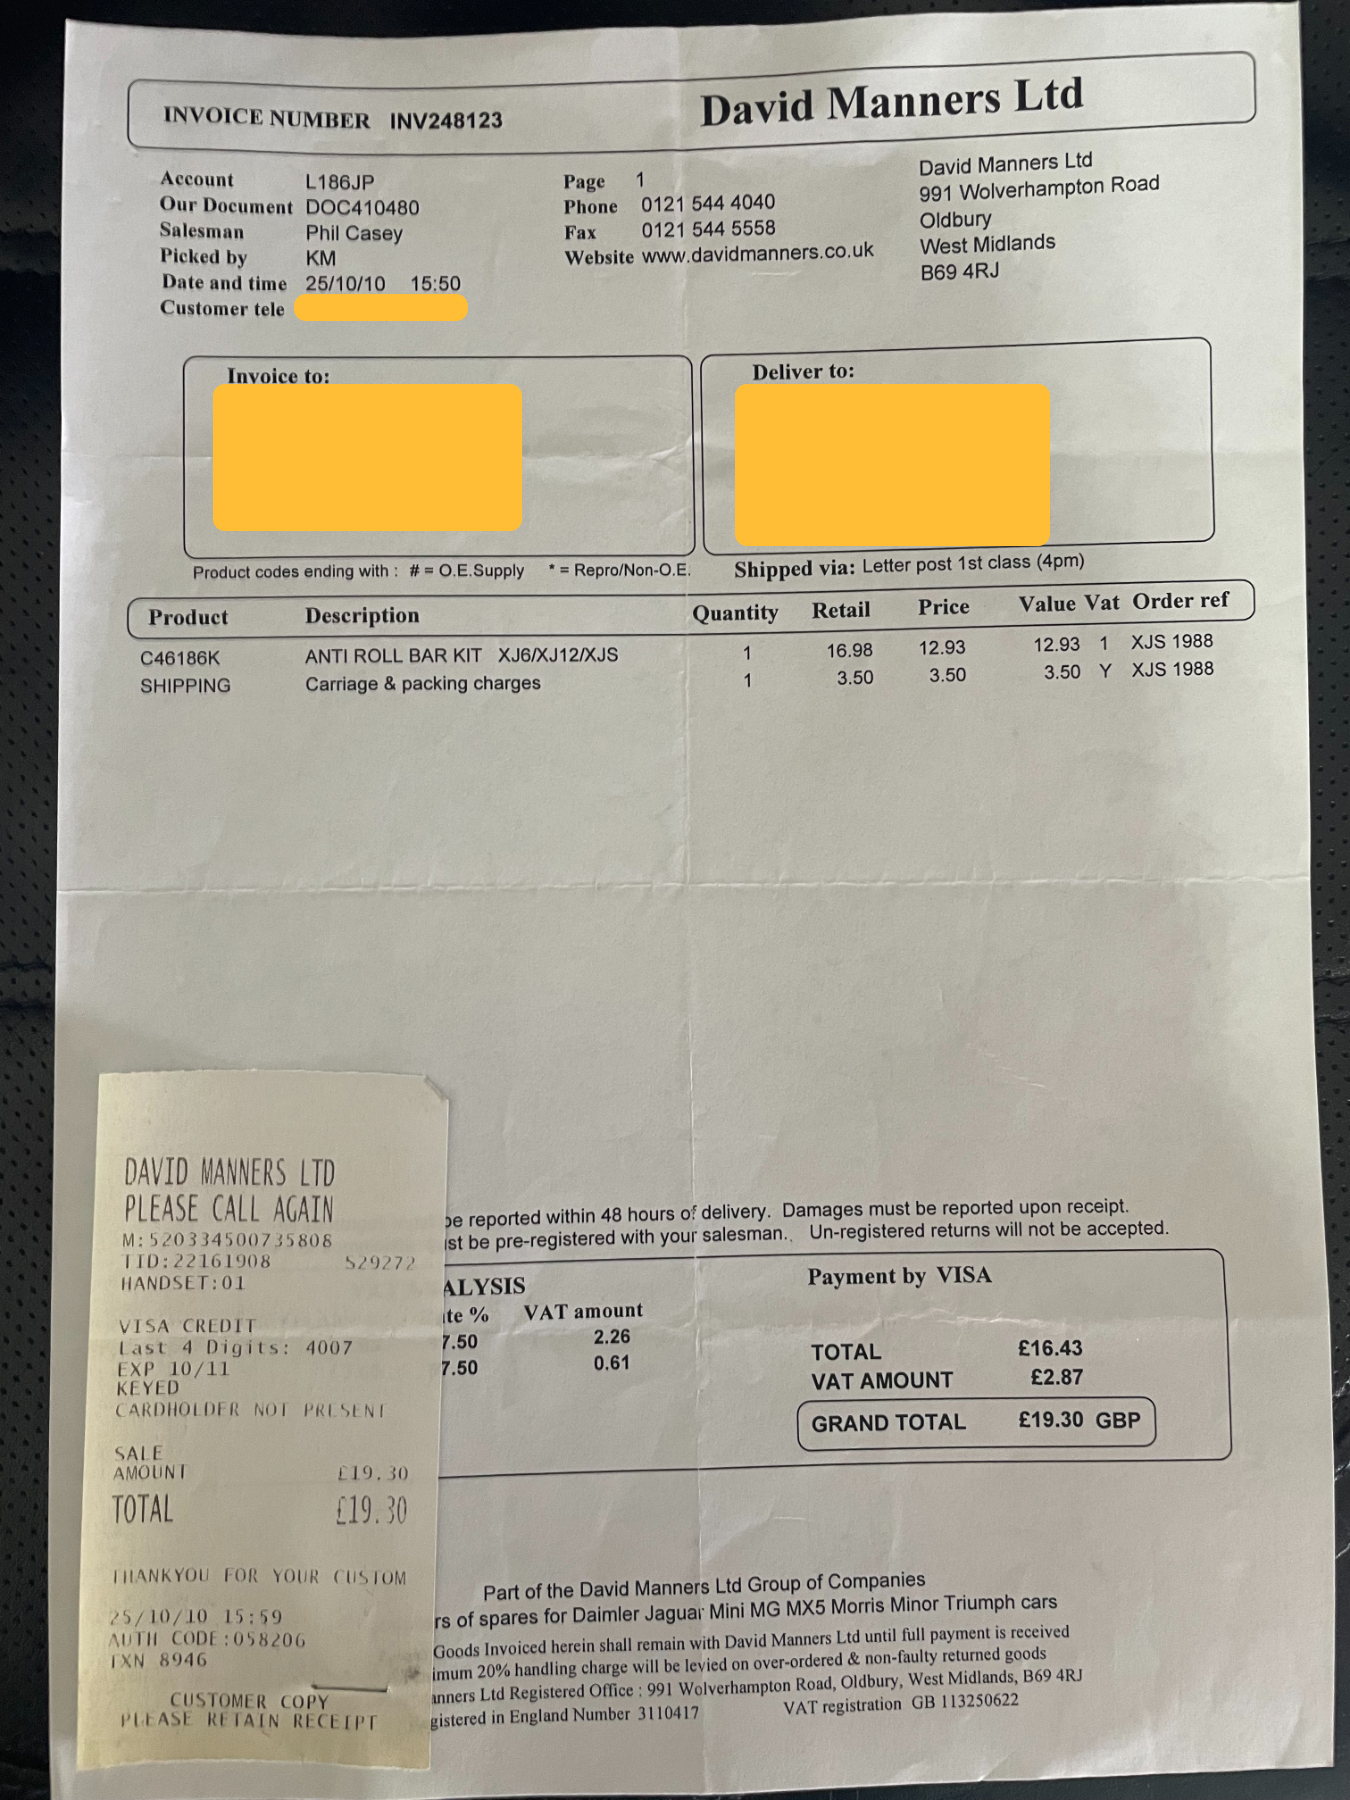 INVOICE NUMBER INV248123
David Manners Ltd
Account L186JP
Our Document DOC410480
Salesman Phil Casey
Picked by KM
Date and time 25/10/10 15:50
Customer tele
Page 1
Phone 0121 544 4040
Fax 0121 544 5558
Website www.davidmanners.co.uk
David Manners Ltd
991 Wolverhampton Road
Oldbury
West Midlands
B69 4RJ
Invoice to:
Deliver to:
Product codes ending with : # = O.E.Supply * = Repro/Non-O.E.
Shipped via: Letter post 1st class (4pm)
Product Description Quantity Retail Price Value Vat Order ref
C46186K ANTI ROLL BAR KIT XJ6/XJ12/XJS 1 16.98 12.93 12.93 1 XJS 1988
SHIPPING Carriage & packing charges 1 3.50 3.50 3.50 Y XJS 1988
be reported within 48 hours of delivery. Damages must be reported upon receipt.
st be pre-registered with your salesman. Un-registered returns will not be accepted.
ALYSIS
te % VAT amount
7.50 2.26
7.50 0.61
Payment by VISA
TOTAL £16.43
VAT AMOUNT £2.87
GRAND TOTAL £19.30 GBP
Part of the David Manners Ltd Group of Companies
rs of spares for Daimler Jaguar Mini MG MX5 Morris Minor Triumph cars
Goods Invoiced herein shall remain with David Manners Ltd until full payment is received
imum 20% handling charge will be levied on over-ordered & non-faulty returned goods
anners Ltd Registered Office : 991 Wolverhampton Road, Oldbury, West Midlands, B69 4RJ
gistered in England Number 3110417 VAT registration GB 113250622
DAVID MANNERS LTD
PLEASE CALL AGAIN
M:520334500735808
TID:22161908 529272
HANDSET:01
VISA CREDIT
Last 4 Digits: 4007
EXP 10/11
KEYED
CARDHOLDER NOT PRESENT
SALE
AMOUNT £19.30
TOTAL £19.30
THANKYOU FOR YOUR CUSTOM
25/10/10 15:59
AUTH CODE:058206
TXN 8946
CUSTOMER COPY
PLEASE RETAIN RECEIPT